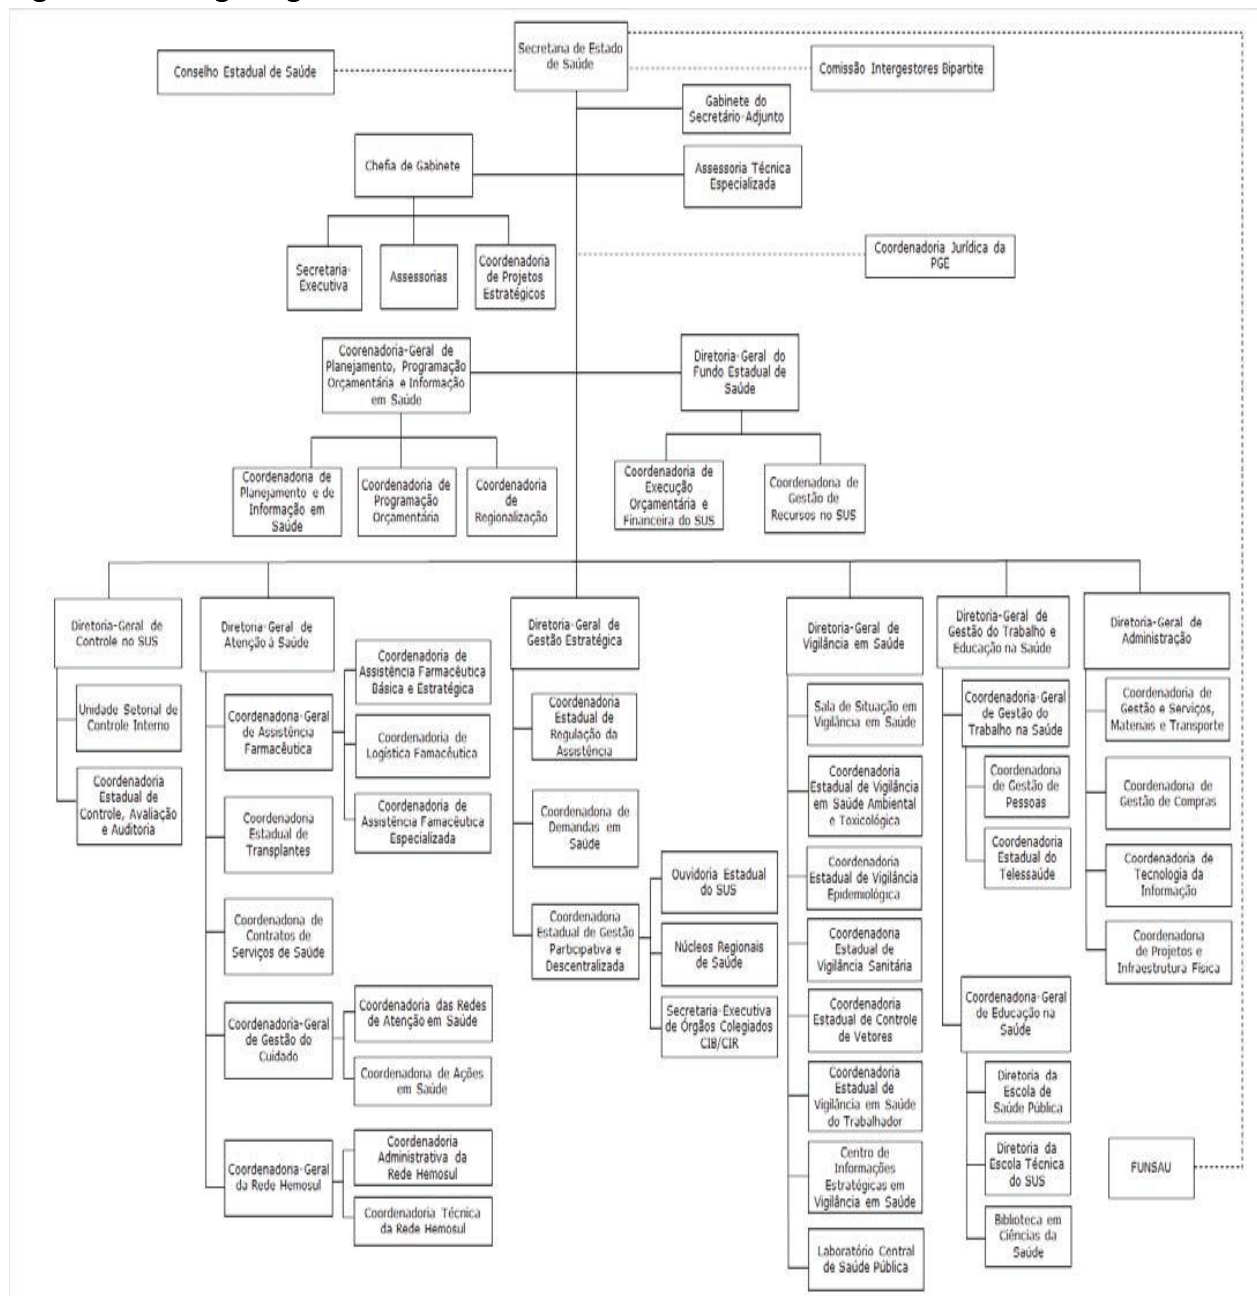 Secretaria de Estado
de Saúde
Conselho Estadual de Saúde
Comissão Intergestores Bipartite
Gabinete do
Secretário-Adjunto
Chefia de Gabinete
Assessoria Técnica
Especializada
Secretaria-
Executiva
Assessorias
Coordenadoria
de Projetos
Estratégicos
Coordenadoria Jurídica da
PGE
Coorenadoria-Geral de
Planejamento, Programação
Orçamentária e Informação
em Saúde
Diretoria-Geral do
Fundo Estadual de
Saúde
Coordenadoria de
Planejamento e de
Informação em
Saúde
Coordenadoria de
Programação
Orçamentária
Coordenadoria
de
Regionalização
Coordenadoria de
Execução
Orçamentária e
Financeira do SUS
Coordenadoria de
Gestão de
Recursos no SUS
Diretoria-Geral de
Controle no SUS
Unidade Setorial de
Controle Interno
Coordenadoria
Estadual de
Controle, Avaliação
e Auditoria
Diretoria-Geral de
Atenção à Saúde
Coordenadoria-Geral
de Assistência
Farmacêutica
Coordenadoria de
Assistência Farmacêutica
Básica e Estratégica
Coordenadoria de
Logística Famacêutica
Coordenadoria de
Assistência Famacêutica
Especializada
Coordenadoria
Estadual de
Transplantes
Coordenadoria de
Contratos de
Serviços de Saúde
Coordenadoria-Geral
de Gestão do
Cuidado
Coordenadoria das Redes
de Atenção em Saúde
Coordenadoria de Ações
em Saúde
Coordenadoria-Geral
da Rede Hemosul
Coordenadoria
Administrativa da
Rede Hemosul
Coordenadoria Técnica
da Rede Hemosul
Diretoria-Geral de
Gestão Estratégica
Coordenadoria
Estadual de
Regulação da
Assistência
Coordenadoria de
Demandas em
Saúde
Coordenadoria
Estadual de Gestão
Participativa e
Descentralizada
Ouvidoria Estadual
do SUS
Núcleos Regionais
de Saúde
Secretaria-Executiva
de Órgãos Colegiados
CIB/CIR
Diretoria-Geral de
Vigilância em Saúde
Sala de Situação em
Vigilância em Saúde
Coordenadoria
Estadual de Vigilância
em Saúde Ambiental
e Toxicológica
Coordenadoria
Estadual de Vigilância
Epidemiológica
Coordenadoria
Estadual de
Vigilância Sanitária
Coordenadoria
Estadual de Controle
de Vetores
Coordenadoria
Estadual de
Vigilância em Saúde
do Trabalhador
Centro de
Informações
Estratégicas em
Vigilância em Saúde
Laboratório Central
de Saúde Pública
Diretoria-Geral de
Gestão do Trabalho e
Educação na Saúde
Coordenadoria-Geral
de Gestão do
Trabalho na Saúde
Coordenadoria
de Gestão de
Pessoas
Coordenadoria
Estadual do
Telessaúde
Coordenadoria-Geral
de Educação na
Saúde
Diretoria da
Escola de
Saúde Pública
Diretoria da
Escola Técnica
do SUS
Biblioteca em
Ciências da
Saúde
Diretoria-Geral de
Administração
Coordenadoria de
Gestão e Serviços,
Materiais e Transporte
Coordenadoria de
Gestão de Compras
Coordenadoria de
Tecnologia da
Informação
Coordenadoria
de Projetos e
Infraestrutura Física
FUNSAU